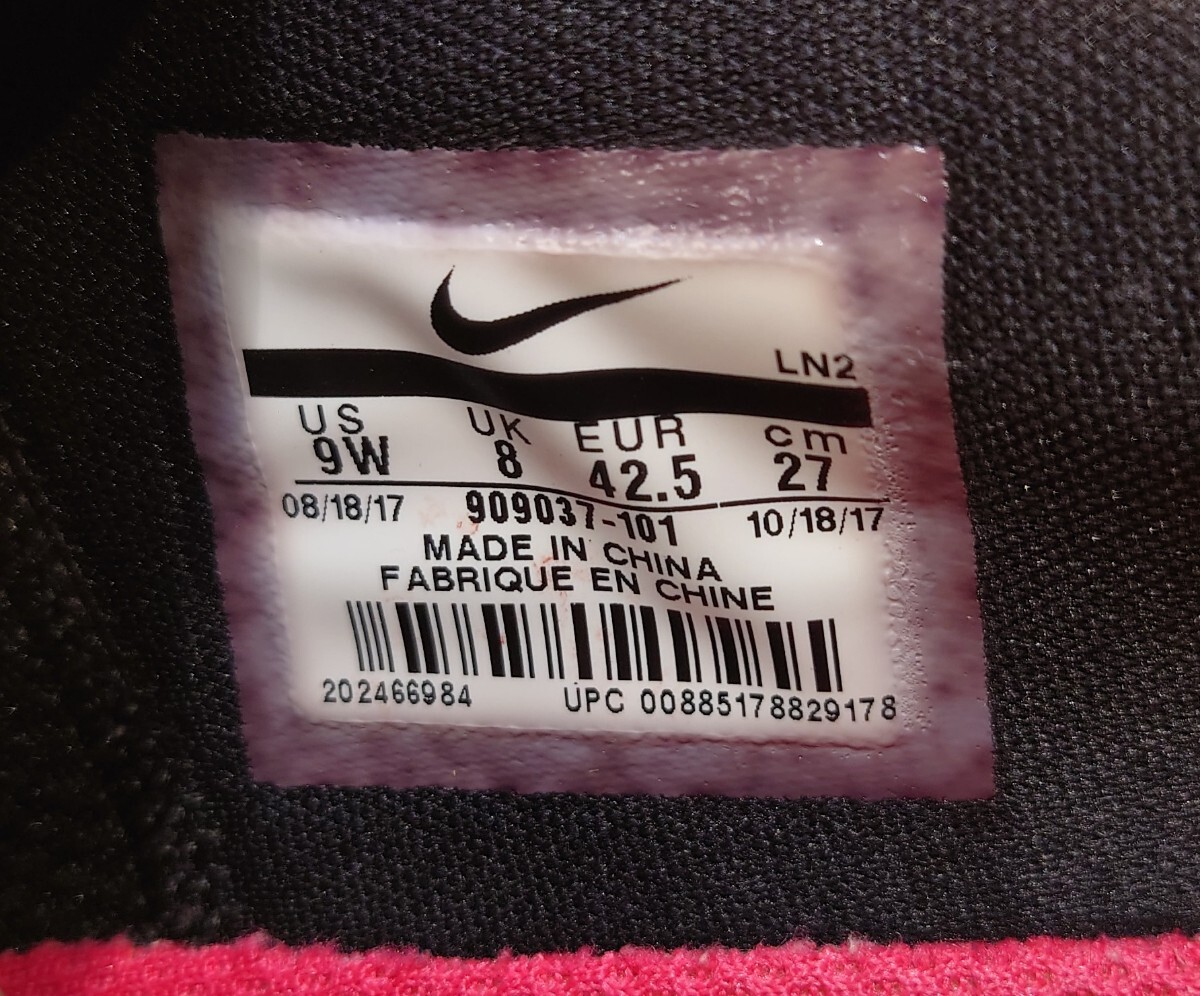 LN2
US UK EUR cm
9W 8 42.5 27
08/18/17 909037-101 10/18/17
MADE IN CHINA
FABRIQUE EN CHINE
202466984 UPC 00885178829178